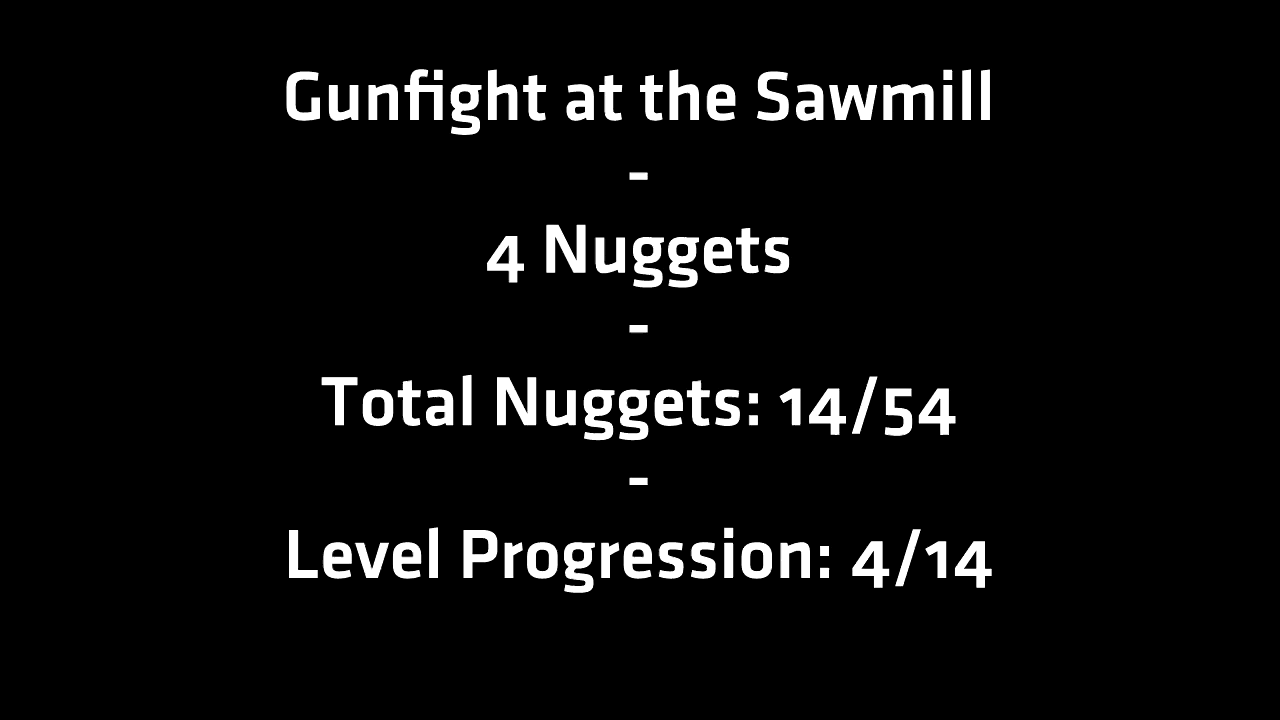 Gunfight at the Sawmill
-
4 Nuggets
-
Total Nuggets: 14/54
-
Level Progression: 4/14